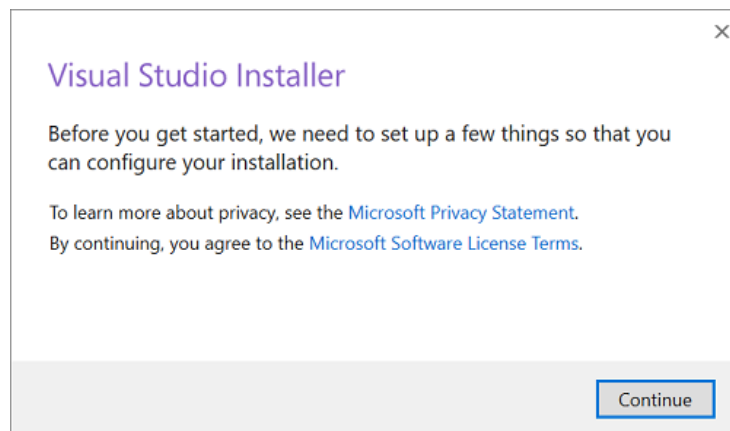 Visual Studio Installer
Before you get started, we need to set up a few things so that you
can configure your installation.
To learn more about privacy, see the Microsoft Privacy Statement.
By continuing, you agree to the Microsoft Software License Terms.
Continue